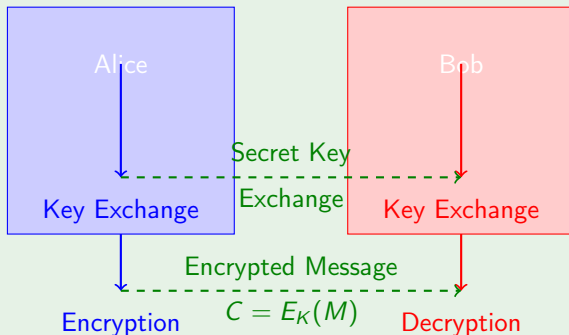 Alice
Bob
Secret Key
Exchange
Key Exchange
Key Exchange
Encrypted Message
C = E_K(M)
Encryption
Decryption